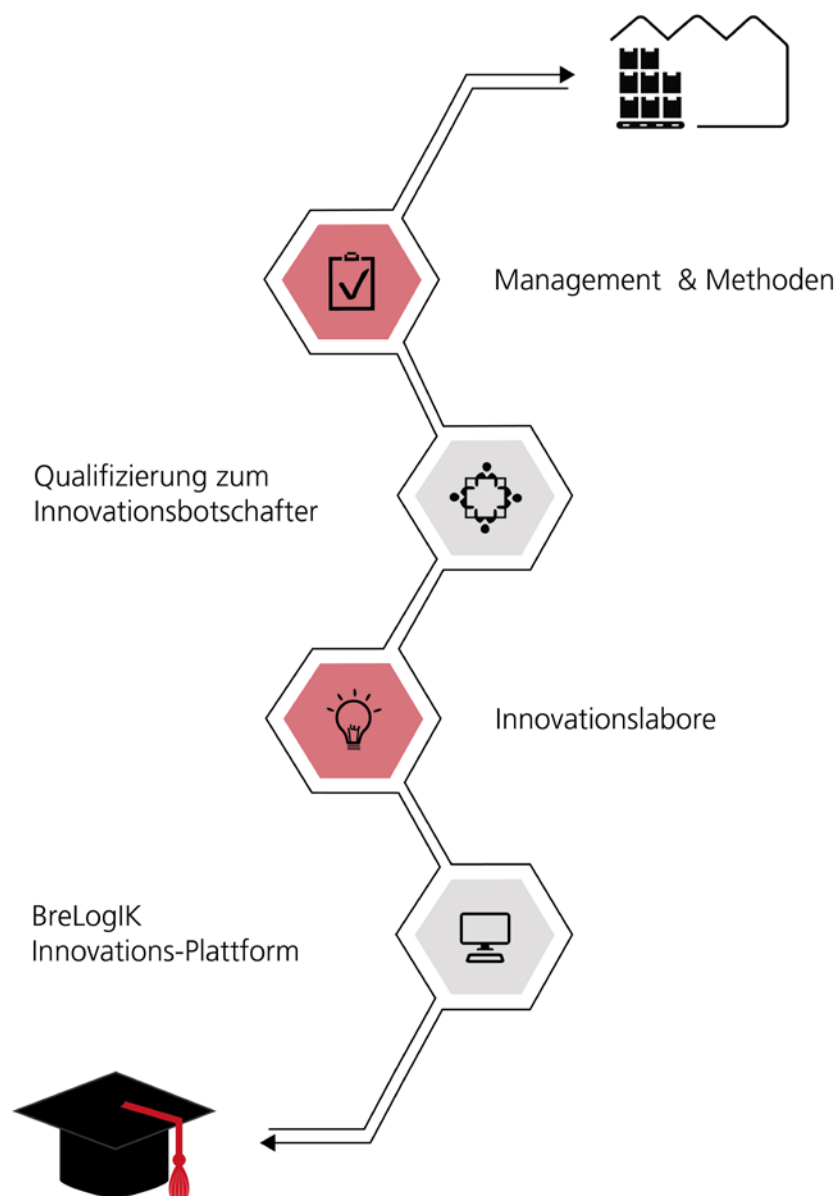 Management & Methoden
Qualifizierung zum
Innovationsbotschafter
Innovationslabore
BreLogIK
Innovations-Plattform